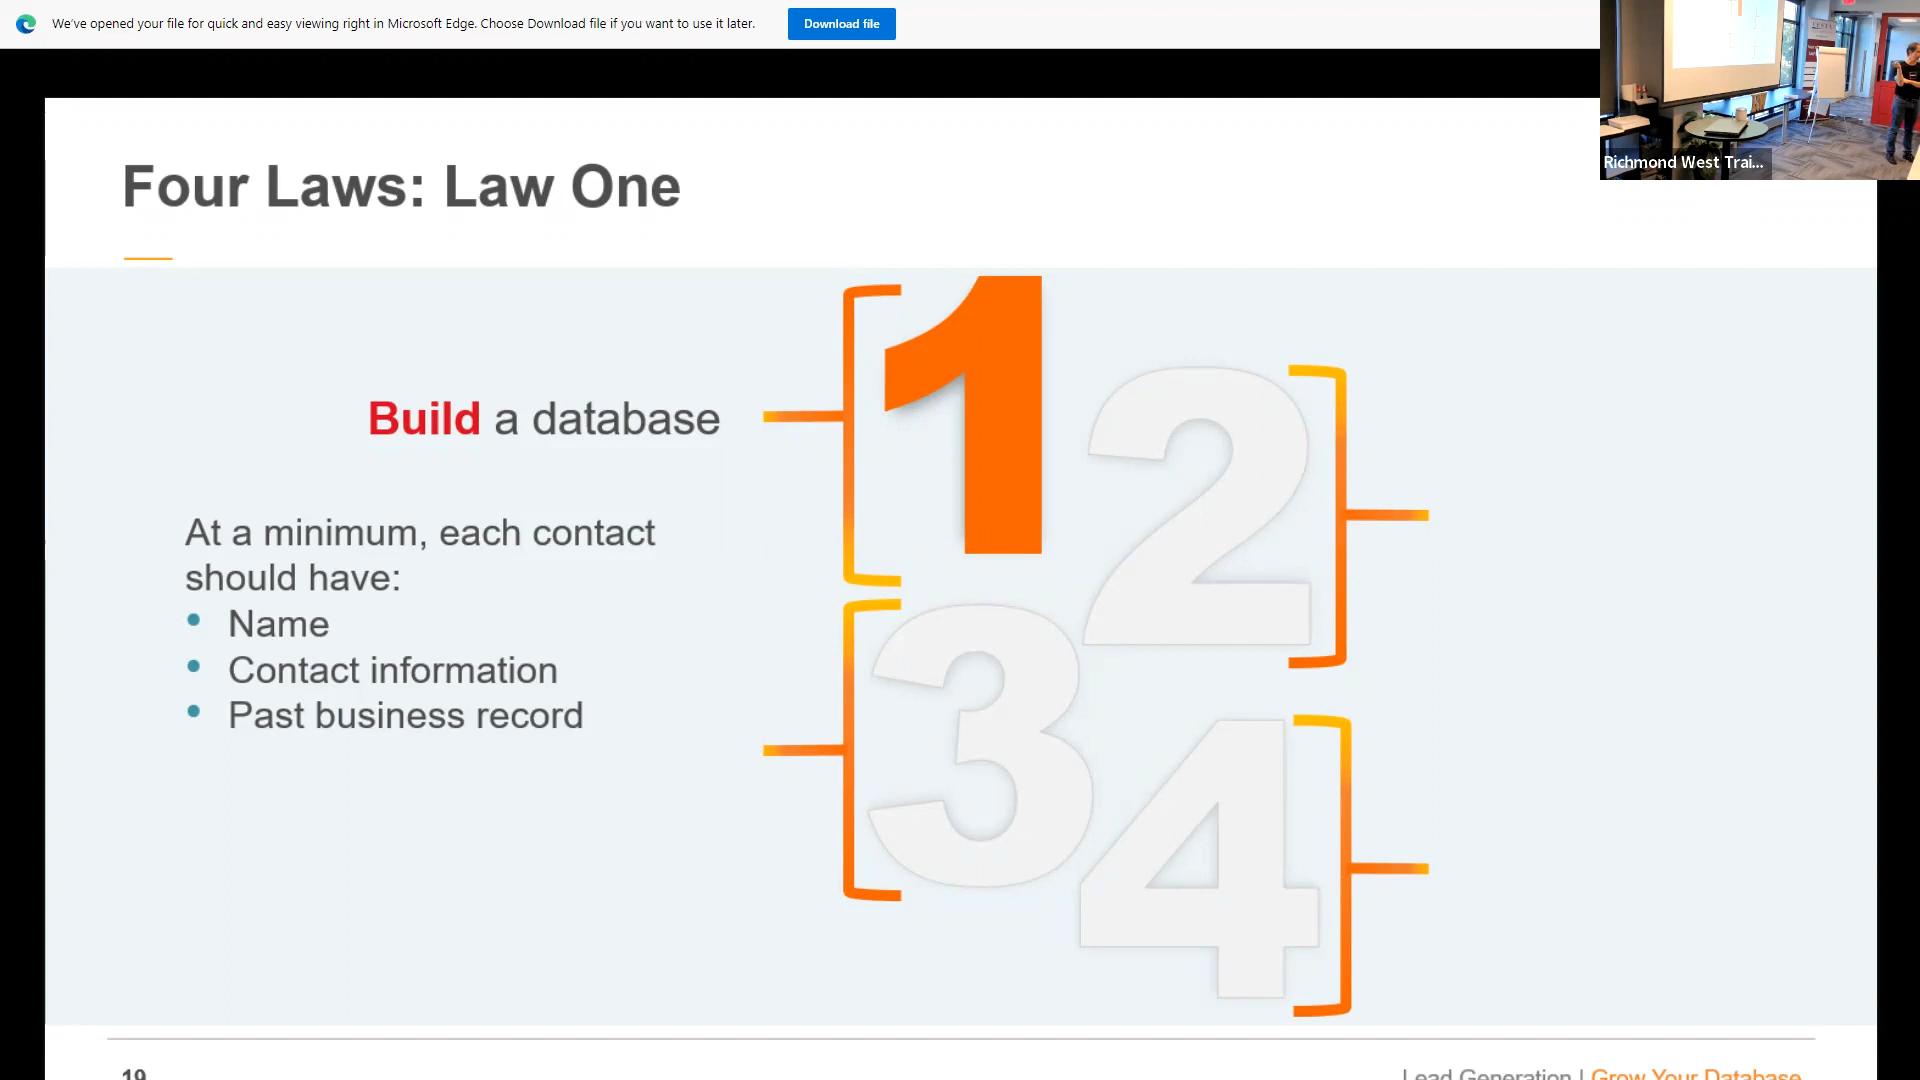 We've opened your file for quick and easy viewing right in Microsoft Edge. Choose Download file if you want to use it later.
Download file
Richmond West Trai...
Four Laws: Law One
Build a database
At a minimum, each contact
should have:
• Name
• Contact information
• Past business record
1
2
3
4
19
Lead Generation | Grow Your Database